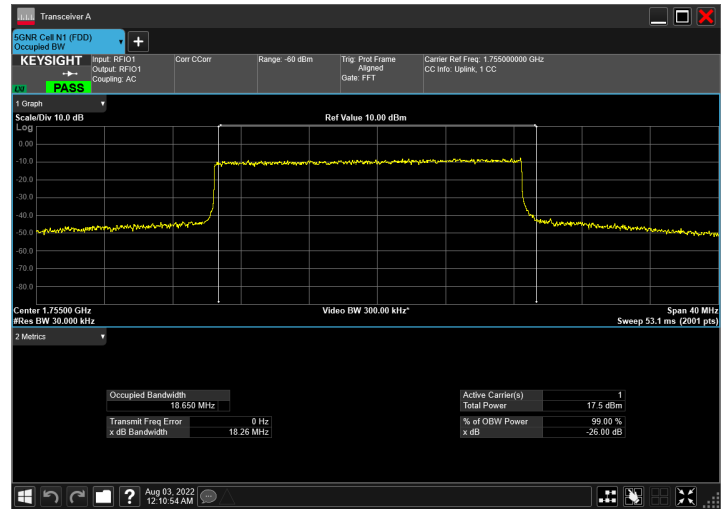 Transceiver A
5GNR Cell N1 (FDD)
Occupied BW
KEYSIGHT
LXI
PASS
Input: RFIO1
Output: RFIO1
Coupling: AC
Corr CCorr
Range: -60 dBm
Trig: Prot Frame
Aligned
Gate: FFT
Carrier Ref Freq: 1.755000000 GHz
CC Info: Uplink, 1 CC
1 Graph
Scale/Div 10.0 dB
Ref Value 10.00 dBm
Log
0.00
-10.0
-20.0
-30.0
-40.0
-50.0
-60.0
-70.0
-80.0
Center 1.75500 GHz
Video BW 300.00 kHz*
Span 40 MHz
#Res BW 30.000 kHz
Sweep 53.1 ms (2001 pts)
2 Metrics
Occupied Bandwidth
18.650 MHz
Transmit Freq Error 0 Hz
x dB Bandwidth 18.26 MHz
Active Carrier(s) 1
Total Power 17.5 dBm
% of OBW Power 99.00 %
x dB -26.00 dB
Aug 03, 2022
12:10:54 AM